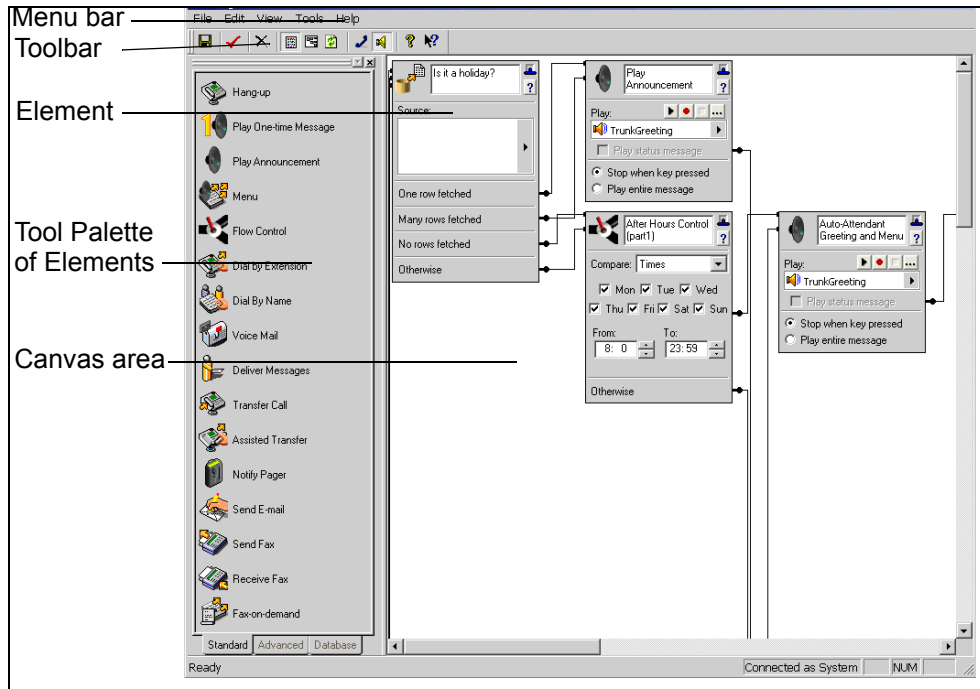 Menu bar
File Edit View Tools Help
Toolbar
Element
Tool Palette
of Elements
Canvas area
Hang-up
Play One-time Message
Play Announcement
Menu
Flow Control
Dial by Extension
Dial By Name
Voice Mail
Deliver Messages
Transfer Call
Assisted Transfer
Notify Pager
Send E-mail
Send Fax
Receive Fax
Fax-on-demand
Standard Advanced Database
Is it a holiday?
Source:
One row fetched
Many rows fetched
No rows fetched
Otherwise
Play
Announcement
Play:
TrunkGreeting
Play status message
Stop when key pressed
Play entire message
After Hours Control
(part1)
Compare: Times
Mon Tue Wed
Thu Fri Sat Sun
From: To:
8: 0 23:59
Otherwise
Auto-Attendant
Greeting and Menu
Play:
TrunkGreeting
Play status message
Stop when key pressed
Play entire message
Ready
Connected as System NUM